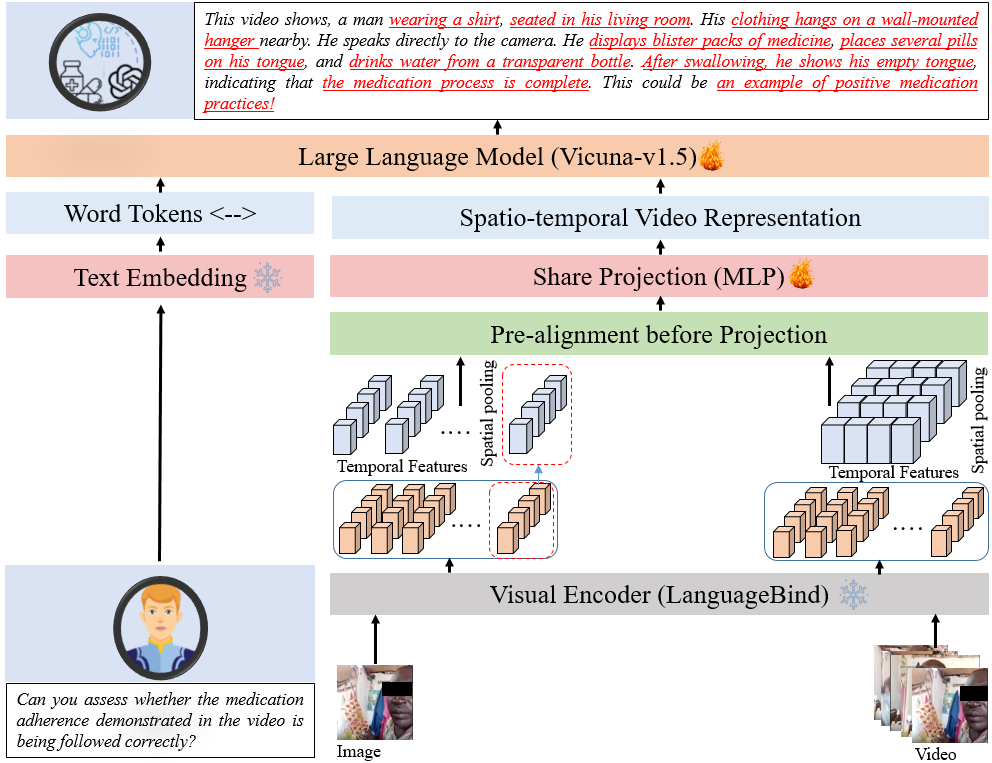 This video shows, a man wearing a shirt, seated in his living room. His clothing hangs on a wall-mounted
hanger nearby. He speaks directly to the camera. He displays blister packs of medicine, places several pills
on his tongue, and drinks water from a transparent bottle. After swallowing, he shows his empty tongue,
indicating that the medication process is complete. This could be an example of positive medication
practices!
Large Language Model (Vicuna-v1.5)
Word Tokens <-->
Spatio-temporal Video Representation
Text Embedding
Share Projection (MLP)
Pre-alignment before Projection
Spatial pooling
Spatial pooling
....
Temporal Features
Temporal Features
....
....
Visual Encoder (LanguageBind)
Can you assess whether the medication
adherence demonstrated in the video is
being followed correctly?
Image
Video